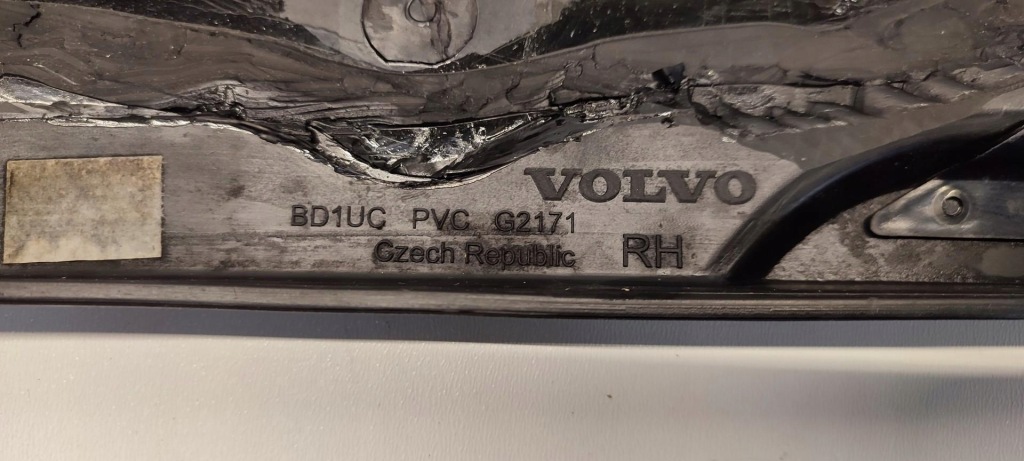 VOLVO
BD1UC PVC G2171
Czech Republic RH